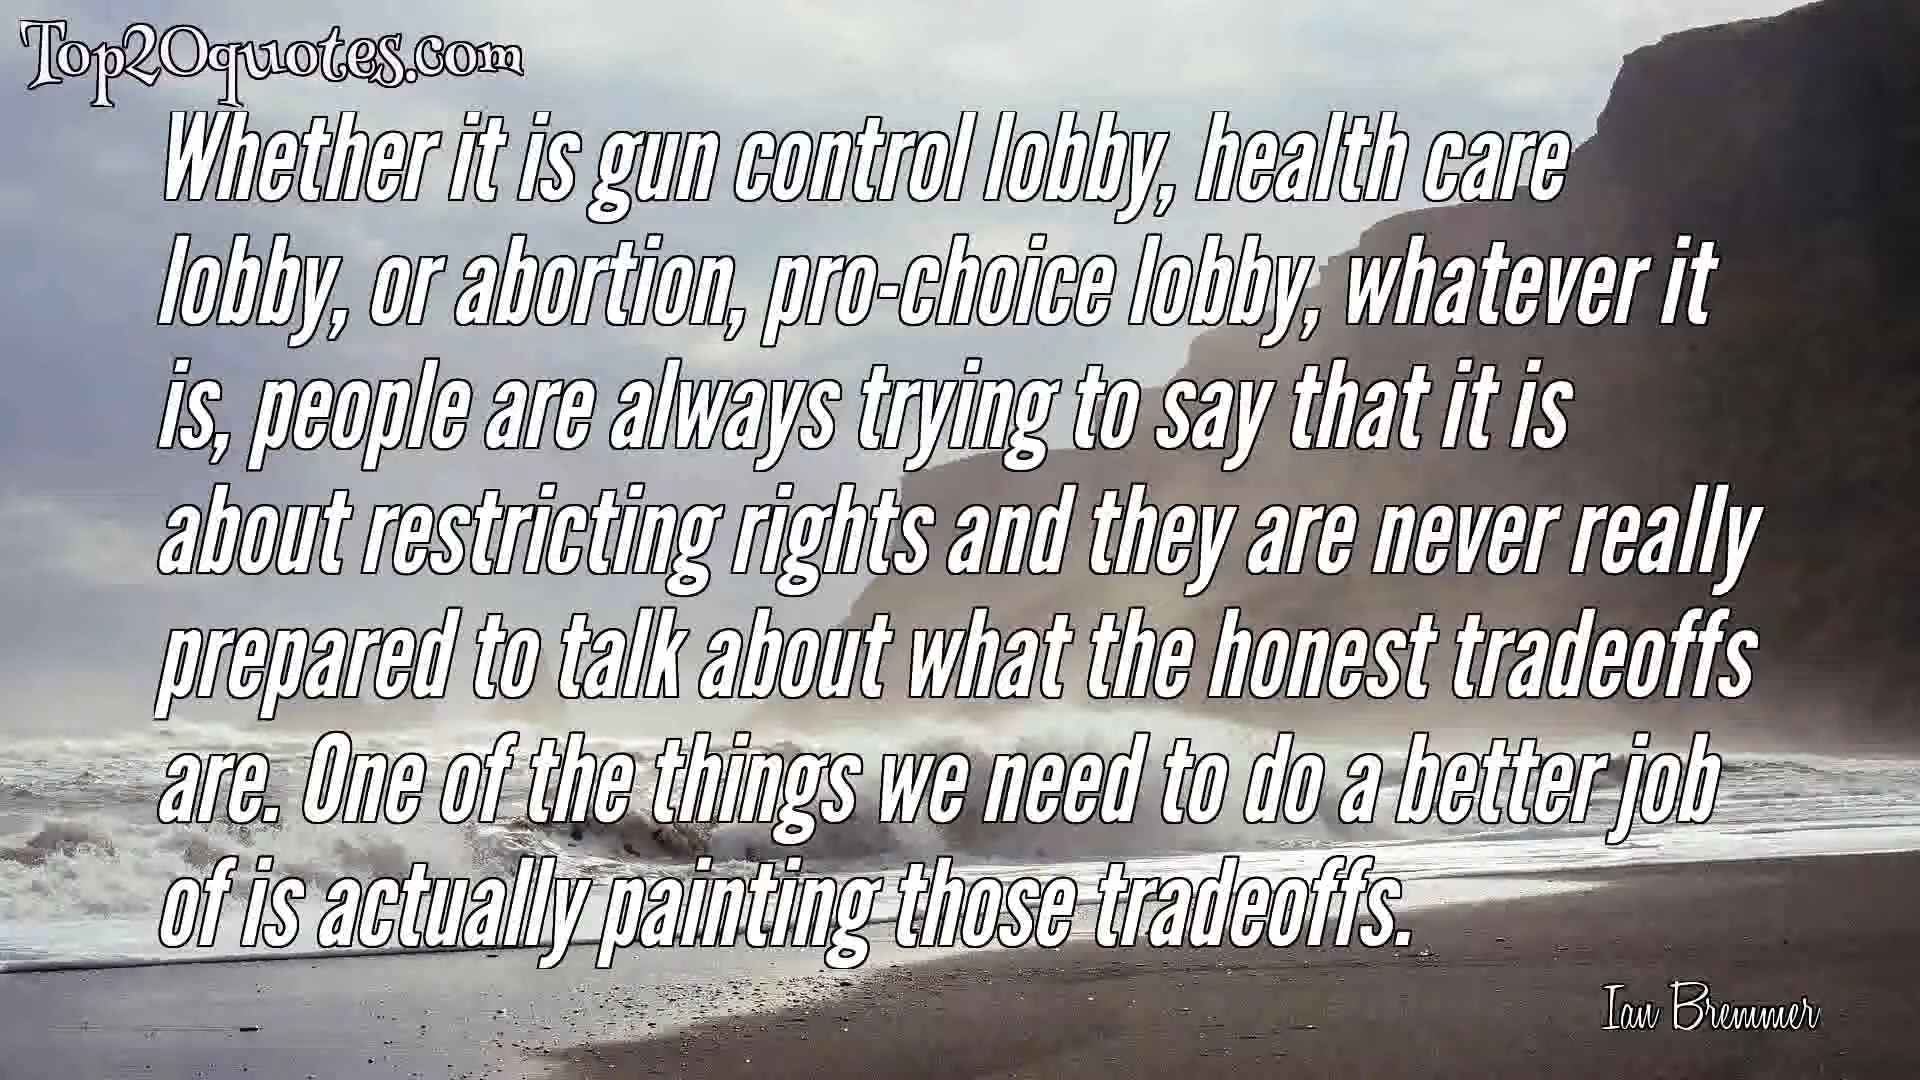 Top20quotes.com
Whether it is gun control lobby, health care
lobby, or abortion, pro-choice lobby, whatever it
is, people are always trying to say that it is
about restricting rights and they are never really
prepared to talk about what the honest tradeoffs
are. One of the things we need to do a better job
of is actually painting those tradeoffs.
Ian Bremmer